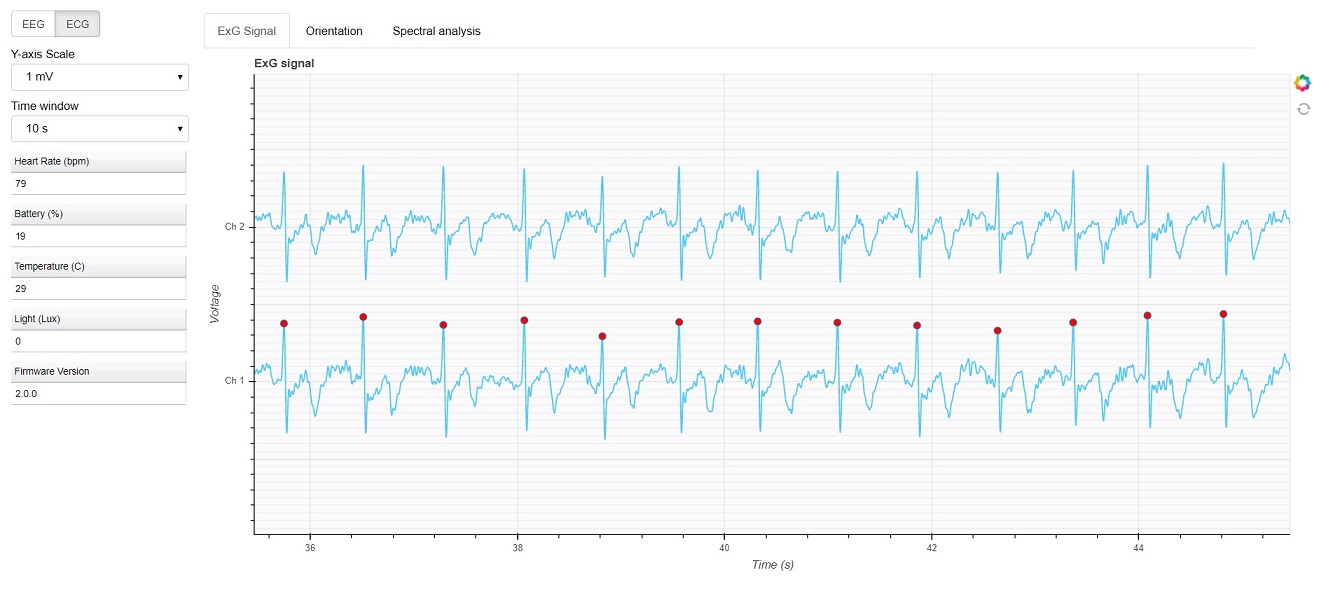 EEG ECG
Y-axis Scale
1 mV
Time window
10 s
Heart Rate (bpm)
79
Battery (%)
19
Temperature (C)
29
Light (Lux)
0
Firmware Version
2.0.0
ExG Signal Orientation Spectral analysis
ExG signal
Ch 2
Voltage
Ch 1
36 38 40 42 44
Time (s)